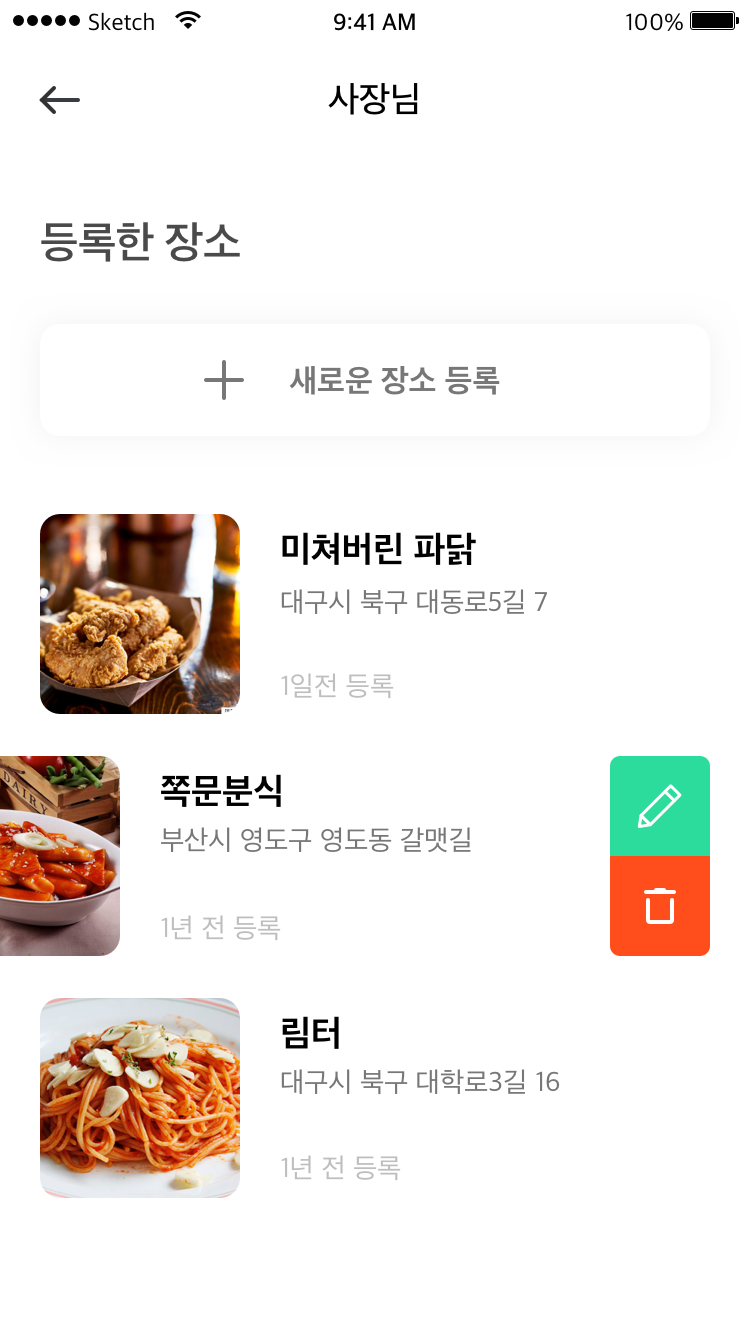 Sketch 9:41 AM 100%
사장님
등록한 장소
새로운 장소 등록
미쳐버린 파닭
대구시 북구 대동로5길 7
1일전 등록
DAIRY
쪽문분식
부산시 영도구 영도동 갈맷길
1년 전 등록
림터
대구시 북구 대학로3길 16
1년 전 등록